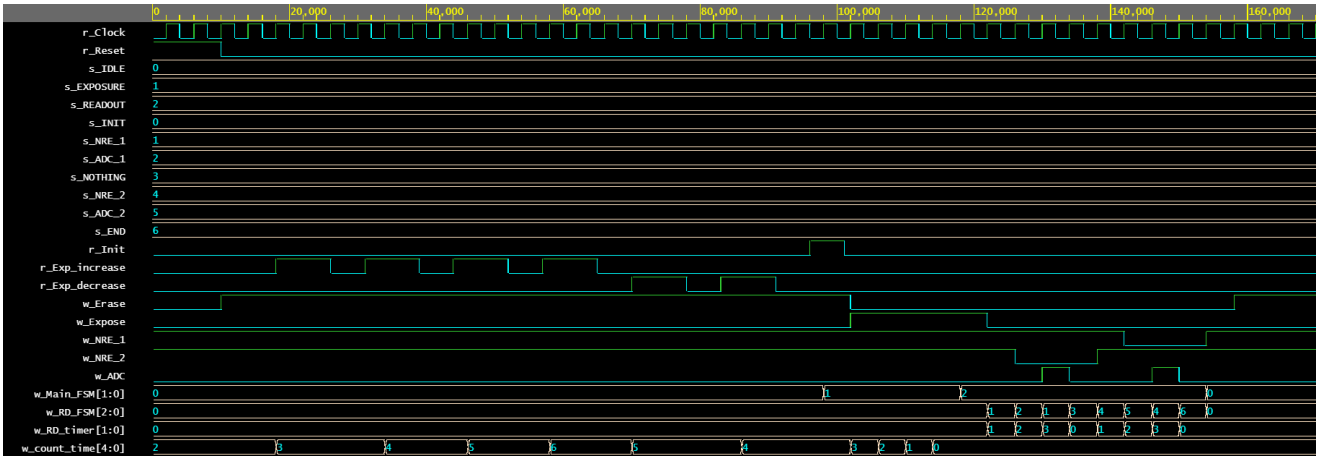 0 20,000 40,000 60,000 80,000 100,000 120,000 140,000 160,000
r_Clock
r_Reset
s_IDLE 0
s_EXPOSURE 1
s_READOUT 2
s_INIT 0
s_NRE_1 1
s_ADC_1 2
s_NOTHING 3
s_NRE_2 4
s_ADC_2 5
s_END 6
r_Init
r_Exp_increase
r_Exp_decrease
w_Erase
w_Expose
w_NRE_1
w_NRE_2
w_ADC
w_Main_FSM[1:0] 0 1 2 0
w_RD_FSM[2:0] 0 1 2 1 3 4 5 4 6 0
w_RD_timer[1:0] 0 1 2 3 0 1 2 3 0
w_count_time[4:0] 2 3 4 5 6 5 4 3 2 1 0